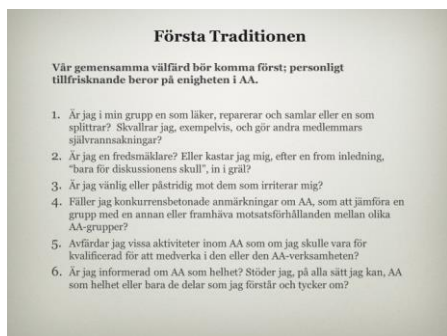 Första Traditionen
Vår gemensamma välfärd bör komma först; personligt
tillfrisknande beror på enigheten i AA.
1. Är jag i min grupp en som läker, reparerar och samlar eller en som
splittrar? Skvallrar jag, exempelvis, och gör andra medlemmars
självrannsakningar?
2. Är jag en fredsmäklare? Eller kastar jag mig, efter en from inledning,
"bara för diskussionens skull", in i gräl?
3. Är jag vänlig eller påstridig mot dem som irriterar mig?
4. Fäller jag konkurrensbetonade anmärkningar om AA, som att jämföra en
grupp med en annan eller framhäva motsatsförhållanden mellan olika
AA-grupper?
5. Avfärdar jag vissa aktiviteter inom AA som om jag skulle vara för
kvalificerad för att medverka i den eller den AA-verksamheten?
6. Är jag informerad om AA som helhet? Stöder jag, på alla sätt jag kan, AA
som helhet eller bara de delar som jag förstår och tycker om?